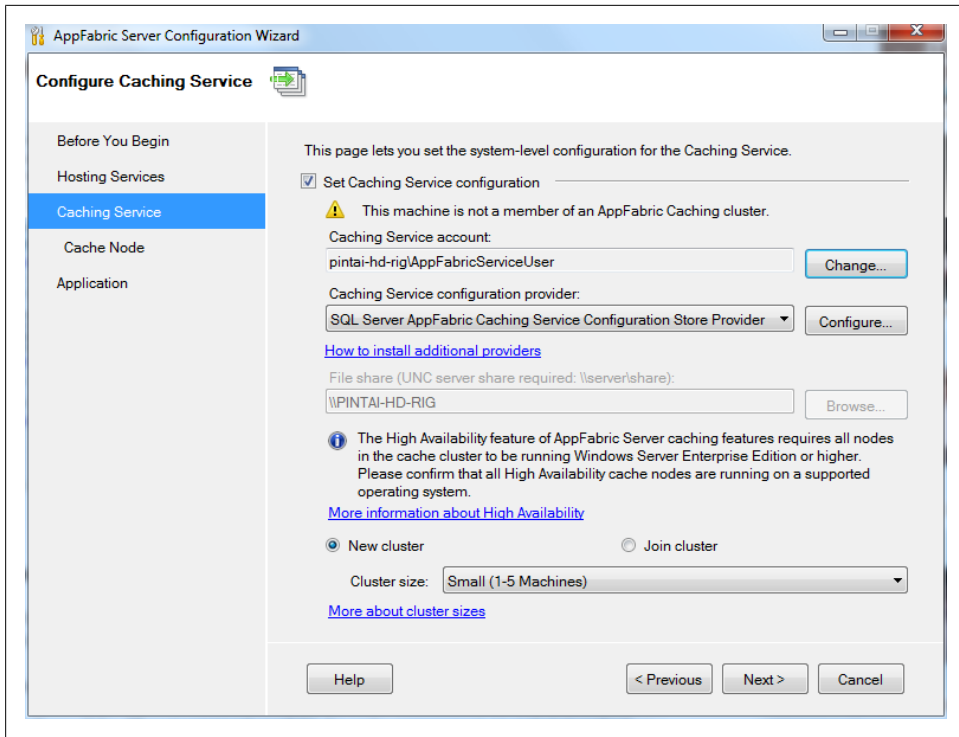 AppFabric Server Configuration Wizard
Configure Caching Service
Before You Begin
Hosting Services
Caching Service
Cache Node
Application
This page lets you set the system-level configuration for the Caching Service.
Set Caching Service configuration
This machine is not a member of an AppFabric Caching cluster.
Caching Service account:
pintai-hd-rig\AppFabricServiceUser
Change...
Caching Service configuration provider:
SQL Server AppFabric Caching Service Configuration Store Provider
Configure...
How to install additional providers
File share (UNC server share required: \\server\share):
\\PINTAI-HD-RIG
Browse...
The High Availability feature of AppFabric Server caching features requires all nodes
in the cache cluster to be running Windows Server Enterprise Edition or higher.
Please confirm that all High Availability cache nodes are running on a supported
operating system.
More information about High Availability
New cluster
Join cluster
Cluster size:
Small (1-5 Machines)
More about cluster sizes
Help
< Previous
Next >
Cancel